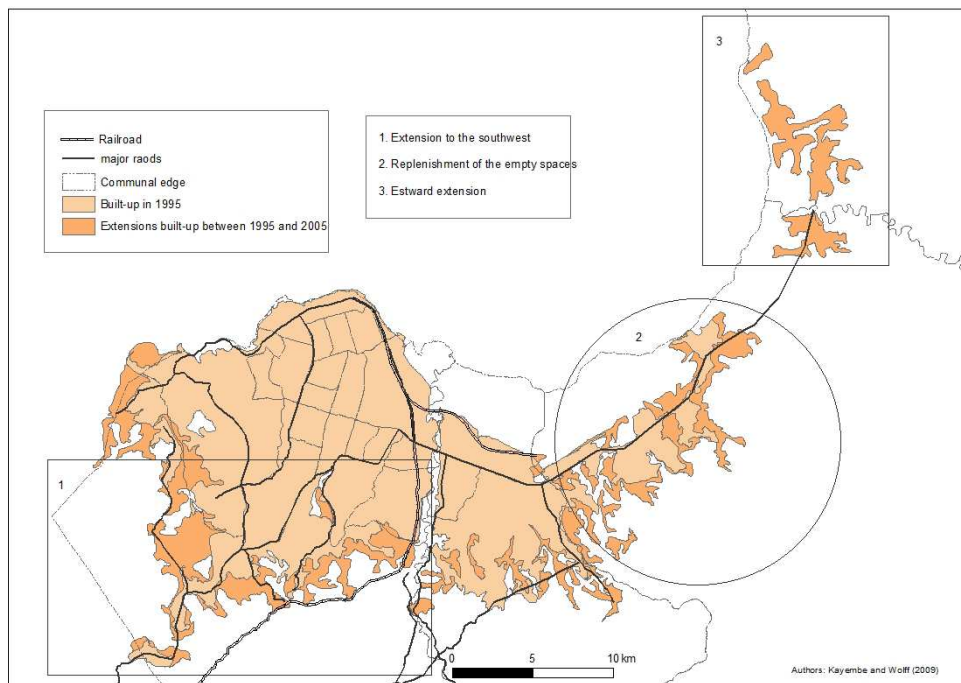 3
Railroad
major raods
Communal edge
Built-up in 1995
Extensions built-up between 1995 and 2005
1. Extension to the southwest
2. Replenishment of the empty spaces
3. Estward extension
2
1
0 5 10 km
Authors: Kayembe and Wolff (2009)